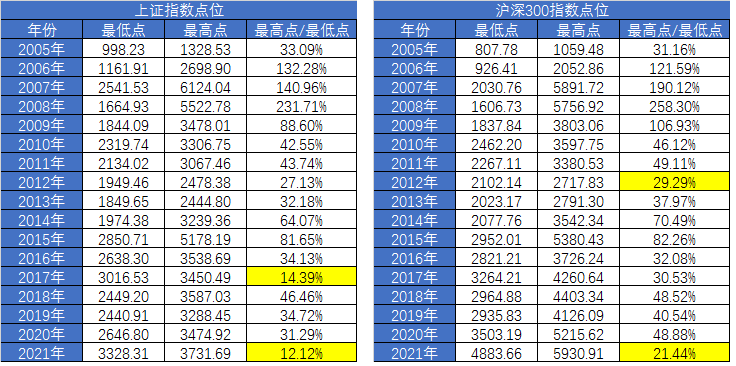 上证指数点位
年份 最低点 最高点 最高点/最低点
2005年 998.23 1328.53 33.09%
2006年 1161.91 2698.90 132.28%
2007年 2541.53 6124.04 140.96%
2008年 1664.93 5522.78 231.71%
2009年 1844.09 3478.01 88.60%
2010年 2319.74 3306.75 42.55%
2011年 2134.02 3067.46 43.74%
2012年 1949.46 2478.38 27.13%
2013年 1849.65 2444.80 32.18%
2014年 1974.38 3239.36 64.07%
2015年 2850.71 5178.19 81.65%
2016年 2638.30 3538.69 34.13%
2017年 3016.53 3450.49 14.39%
2018年 2449.20 3587.03 46.46%
2019年 2440.91 3288.45 34.72%
2020年 2646.80 3474.92 31.29%
2021年 3328.31 3731.69 12.12%
沪深300指数点位
年份 最低点 最高点 最高点/最低点
2005年 807.78 1059.48 31.16%
2006年 926.41 2052.86 121.59%
2007年 2030.76 5891.72 190.12%
2008年 1606.73 5756.92 258.30%
2009年 1837.84 3803.06 106.93%
2010年 2462.20 3597.75 46.12%
2011年 2267.11 3380.53 49.11%
2012年 2102.14 2717.83 29.29%
2013年 2023.17 2791.30 37.97%
2014年 2077.76 3542.34 70.49%
2015年 2952.01 5380.43 82.26%
2016年 2821.21 3726.24 32.08%
2017年 3264.21 4260.64 30.53%
2018年 2964.88 4403.34 48.52%
2019年 2935.83 4126.09 40.54%
2020年 3503.19 5215.62 48.88%
2021年 4883.66 5930.91 21.44%